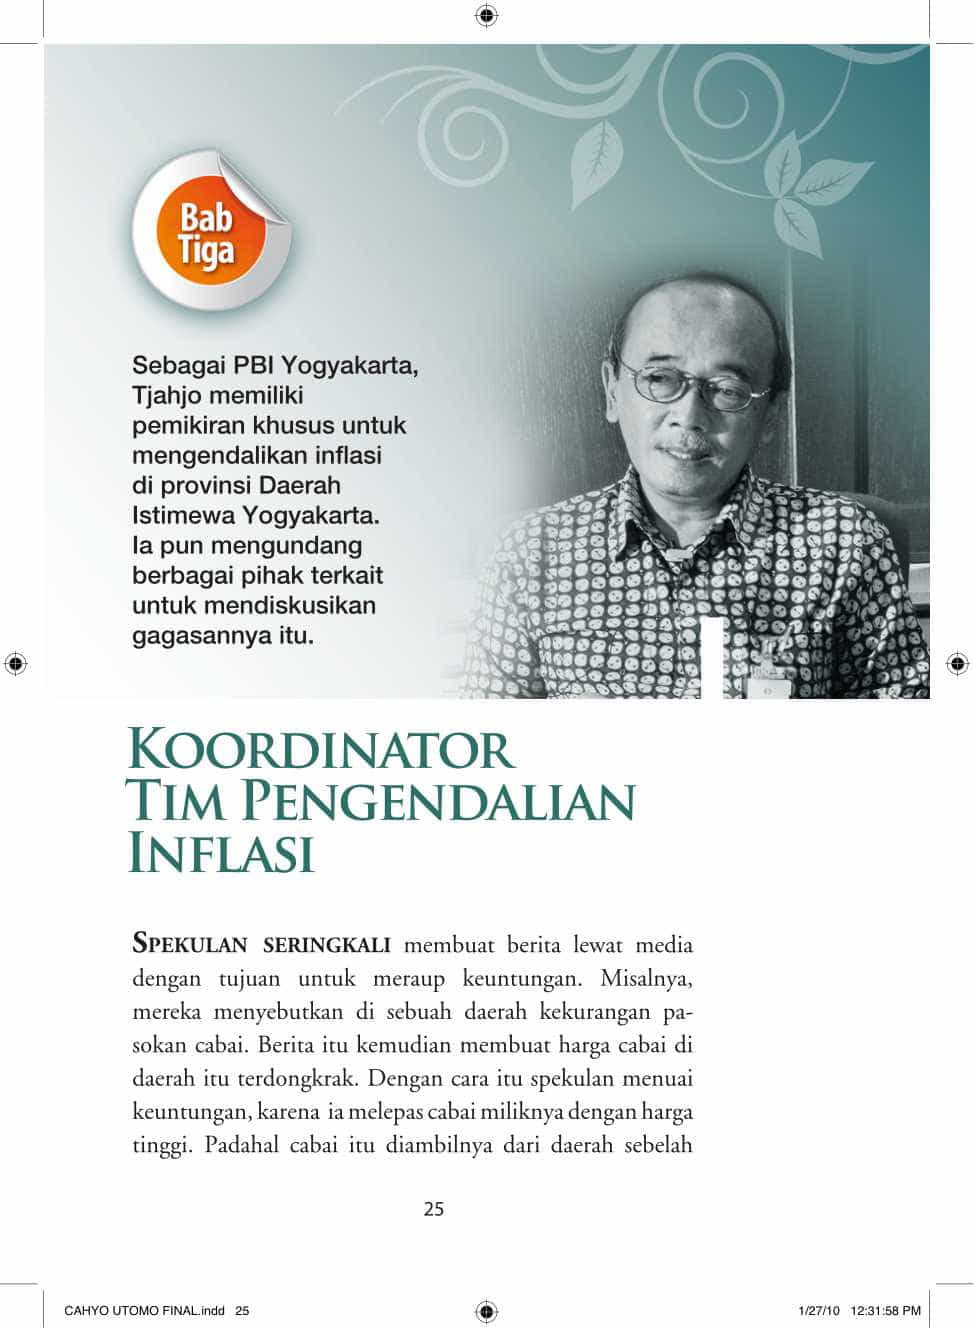 Bab
Tiga
Sebagai PBI Yogyakarta,
Tjahjo memiliki
pemikiran khusus untuk
mengendalikan inflasi
di provinsi Daerah
Istimewa Yogyakarta.
Ia pun mengundang
berbagai pihak terkait
untuk mendiskusikan
gagasannya itu.
KOORDINATOR
TIM PENGENDALIAN
INFLASI
SPEKULAN SERINGKALI membuat berita lewat media
dengan tujuan untuk meraup keuntungan. Misalnya,
mereka menyebutkan di sebuah daerah kekurangan pa-
sokan cabai. Berita itu kemudian membuat harga cabai di
daerah itu terdongkrak. Dengan cara itu spekulan menuai
keuntungan, karena ia melepas cabai miliknya dengan harga
tinggi. Padahal cabai itu diambilnya dari daerah sebelah
25
CAHYO UTOMO FINAL.indd 25
1/27/10 12:31:58 PM